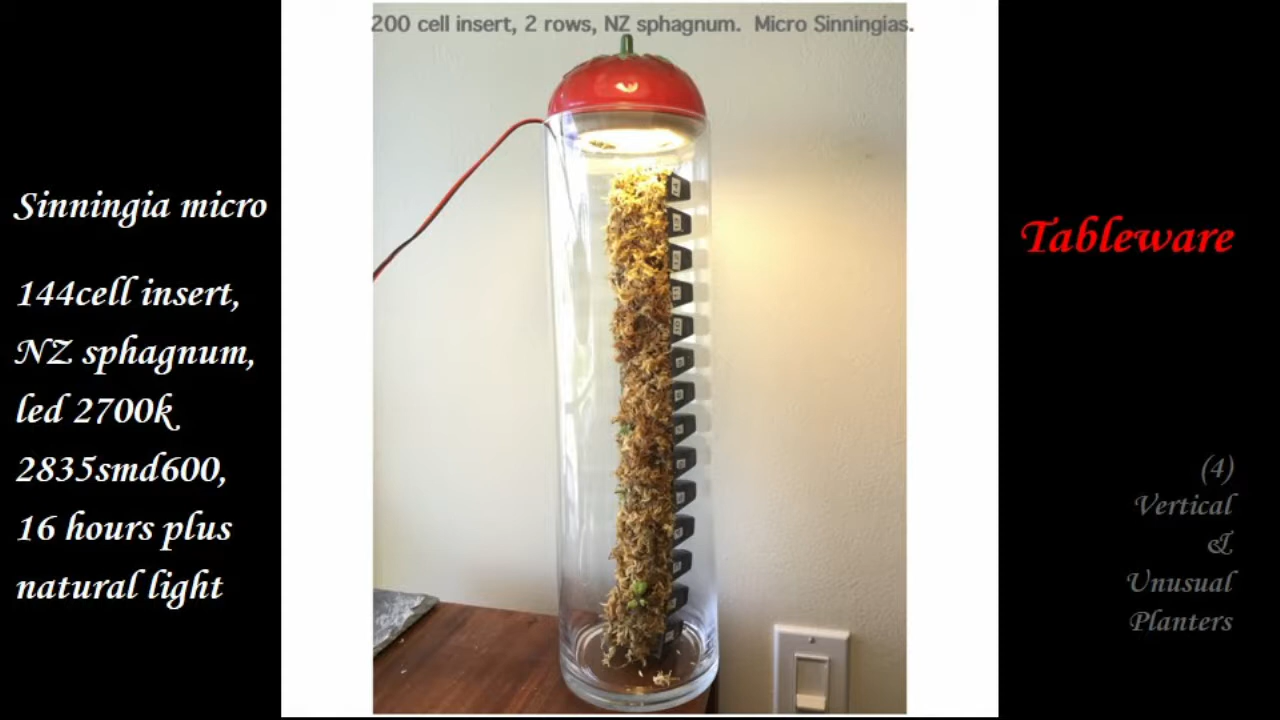 200 cell insert, 2 rows, NZ sphagnum. Micro Sinningias.
Sinningia micro
144cell insert,
NZ sphagnum,
led 2700k
2835smd600,
16 hours plus
natural light
Tableware
(4)
Vertical
&
Unusual
Planters